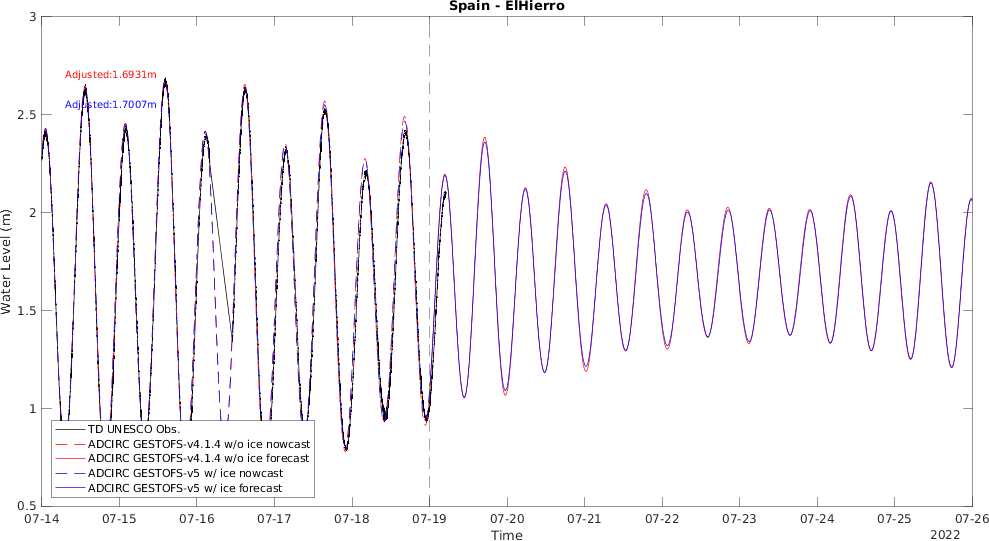 Spain - ElHierro
Water Level (m)
3
2.5
2
1.5
1
0.5
Adjusted:1.6931m
Adjusted:1.7007m
TD UNESCO Obs.
ADCIRC GESTOFS-v4.1.4 w/o ice nowcast
ADCIRC GESTOFS-v4.1.4 w/o ice forecast
ADCIRC GESTOFS-v5 w/ ice nowcast
ADCIRC GESTOFS-v5 w/ ice forecast
07-14 07-15 07-16 07-17 07-18 07-19 07-20 07-21 07-22 07-23 07-24 07-25 07-26
Time
2022